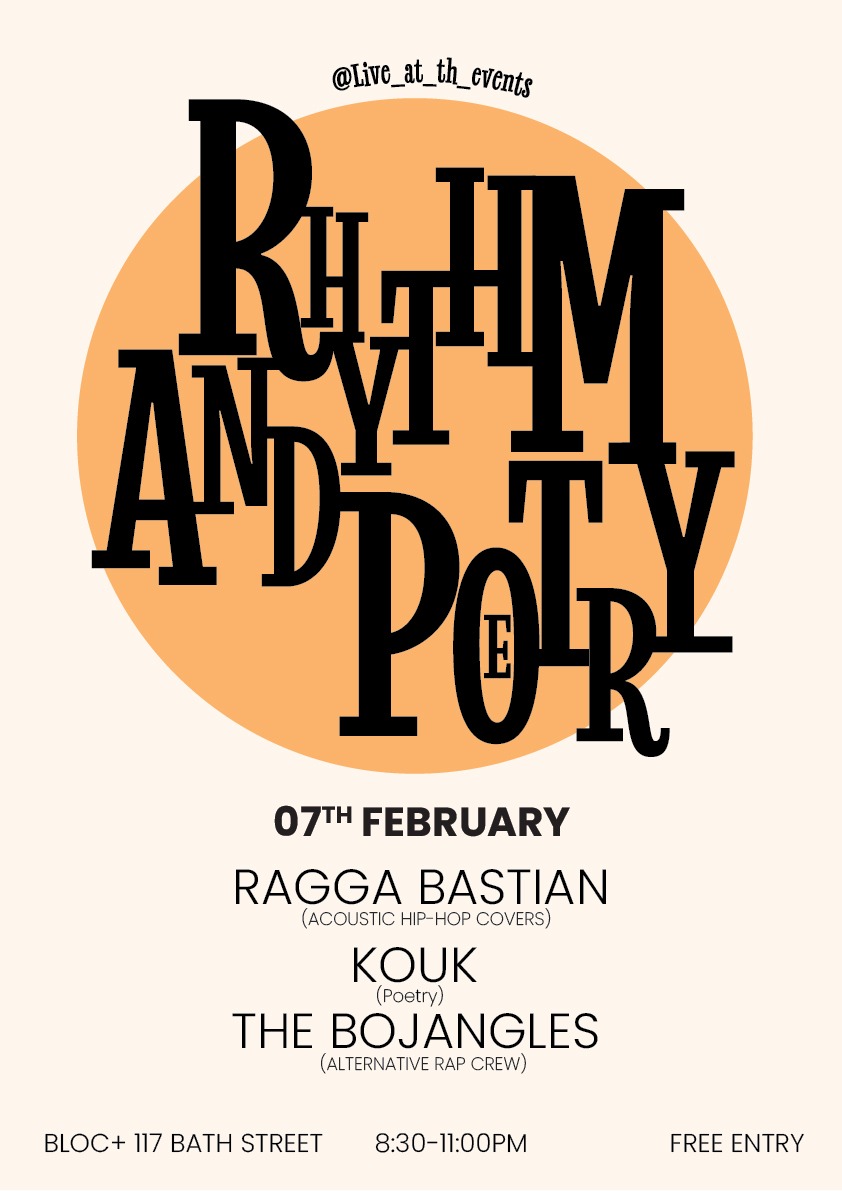 @Live_at_th_events
RHYTHM
AND
POETRY
07TH FEBRUARY
RAGGA BASTIAN
(ACOUSTIC HIP-HOP COVERS)
KOUK
(Poetry)
THE BOJANGLES
(ALTERNATIVE RAP CREW)
BLOC+ 117 BATH STREET 8:30-11:00PM FREE ENTRY